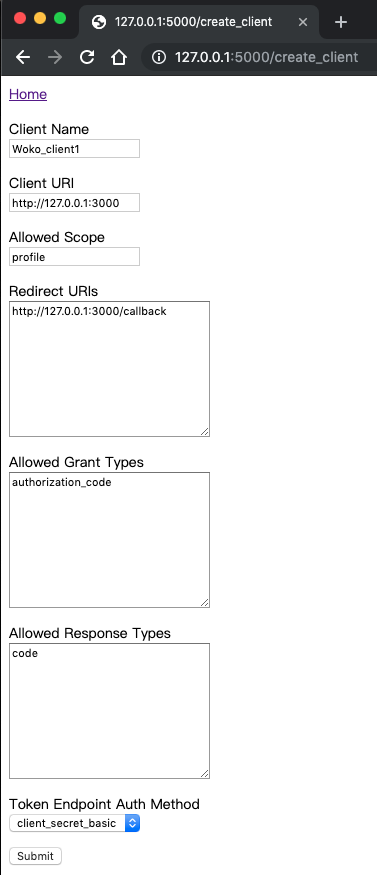 127.0.0.1:5000/create_client
127.0.0.1:5000/create_client
Home
Client Name
Woko_client1
Client URI
http://127.0.0.1:3000
Allowed Scope
profile
Redirect URIs
http://127.0.0.1:3000/callback
Allowed Grant Types
authorization_code
Allowed Response Types
code
Token Endpoint Auth Method
client_secret_basic
Submit